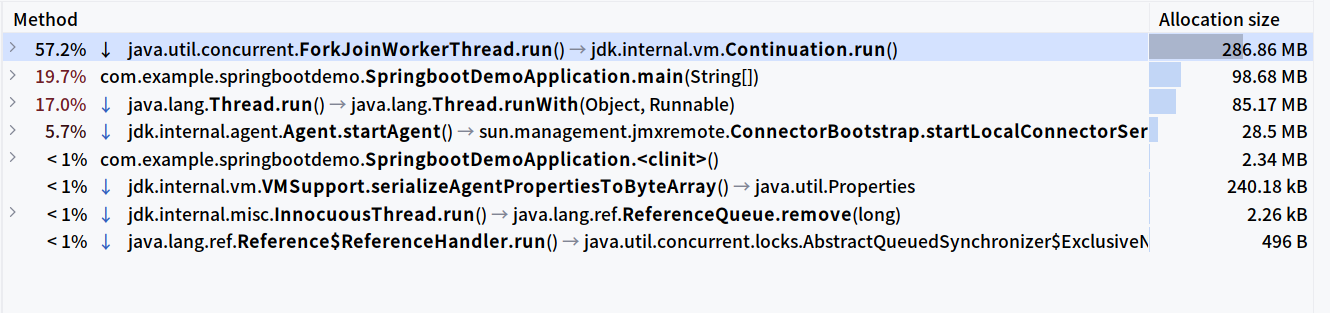 Method Allocation size
57.2% ↓ java.util.concurrent.ForkJoinWorkerThread.run() → jdk.internal.vm.Continuation.run() 286.86 MB
19.7% com.example.springbootdemo.SpringbootDemoApplication.main(String[]) 98.68 MB
17.0% ↓ java.lang.Thread.run() → java.lang.Thread.runWith(Object, Runnable) 85.17 MB
5.7% ↓ jdk.internal.agent.Agent.startAgent() → sun.management.jmxremote.ConnectorBootstrap.startLocalConnectorSer 28.5 MB
< 1% com.example.springbootdemo.SpringbootDemoApplication.<clinit>() 2.34 MB
< 1% ↓ jdk.internal.vm.VMSupport.serializeAgentPropertiesToByteArray() → java.util.Properties 240.18 kB
< 1% ↓ jdk.internal.misc.InnocuousThread.run() → java.lang.ref.ReferenceQueue.remove(long) 2.26 kB
< 1% ↓ java.lang.ref.Reference$ReferenceHandler.run() → java.util.concurrent.locks.AbstractQueuedSynchronizer$ExclusiveN 496 B